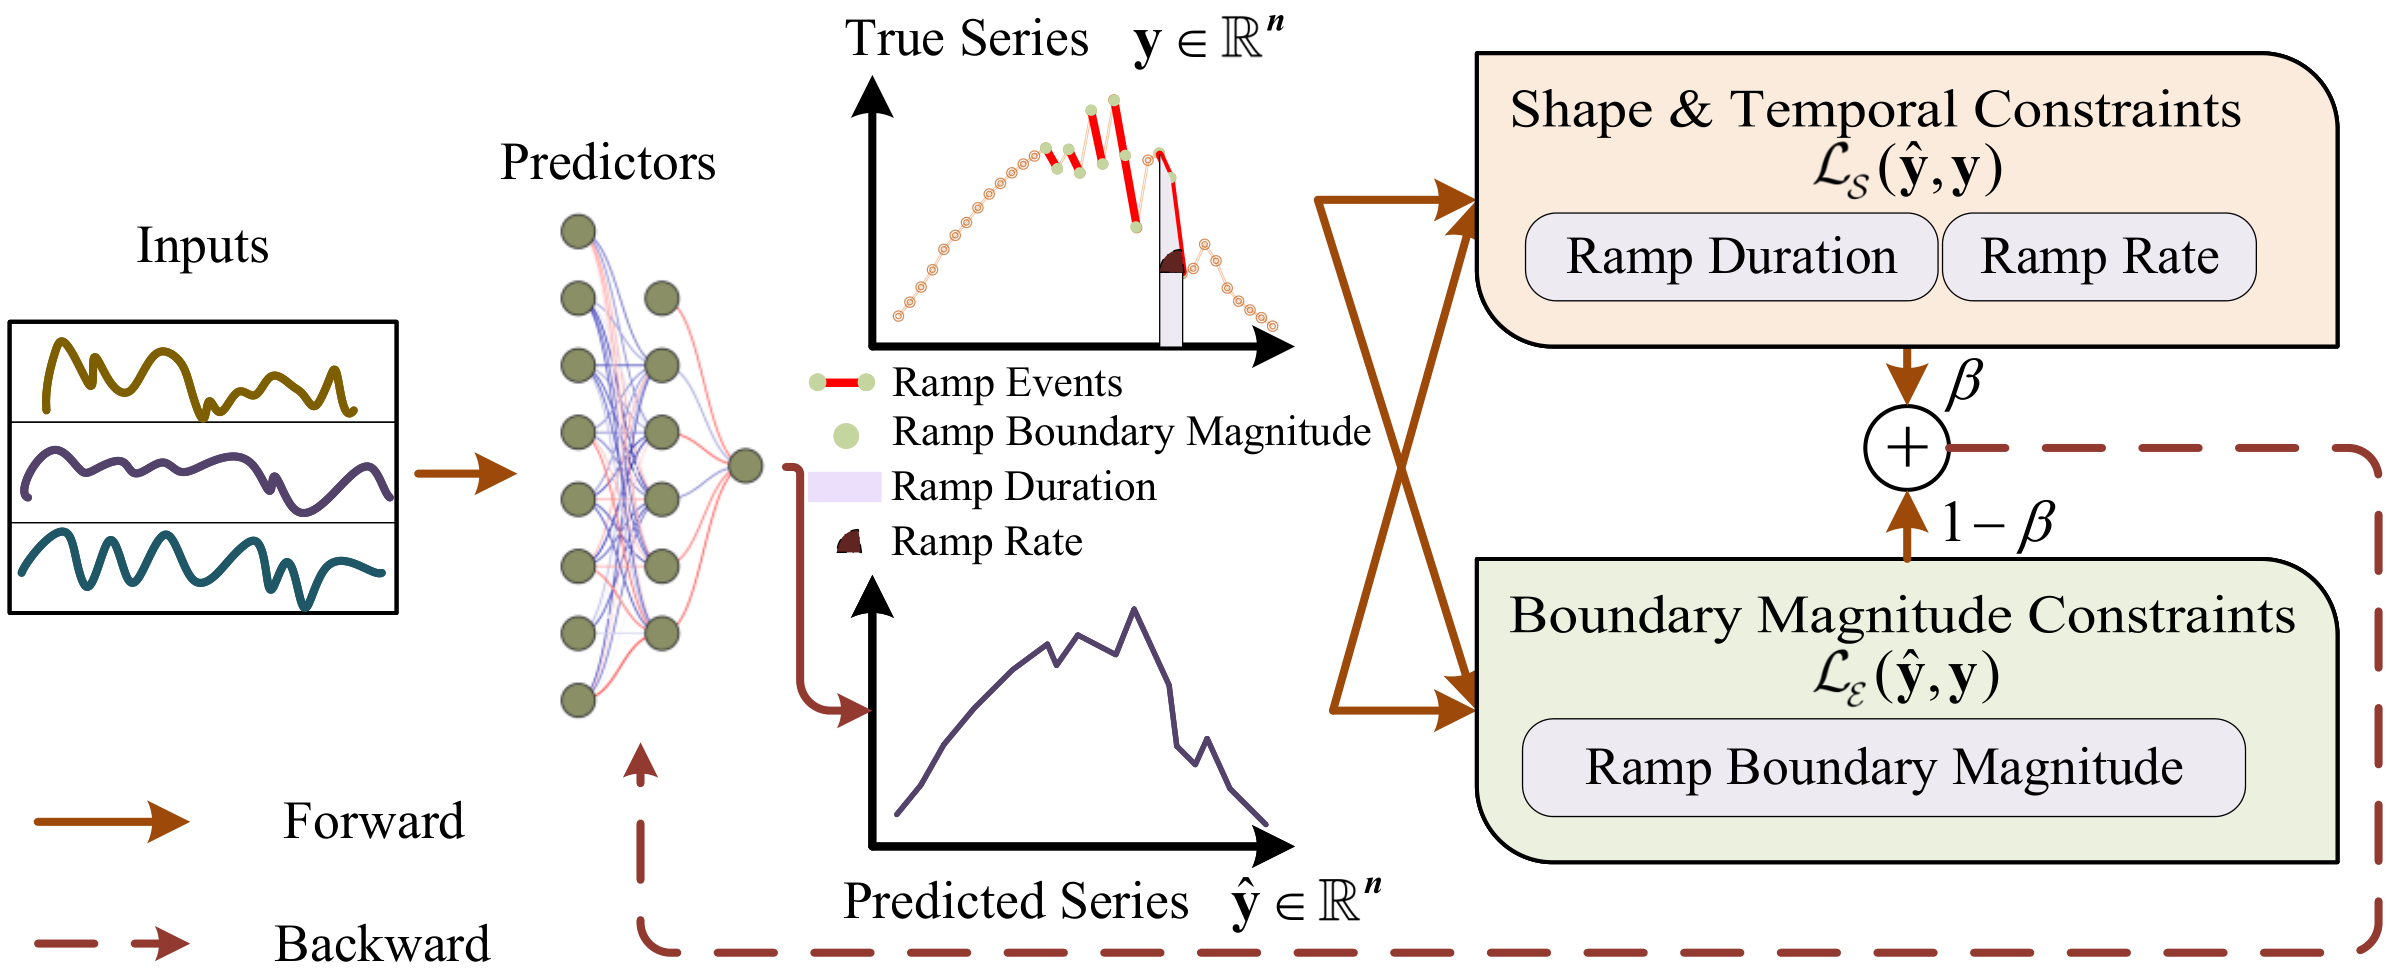 Inputs
Predictors
True Series y ∈ ℝⁿ
Ramp Events
Ramp Boundary Magnitude
Ramp Duration
Ramp Rate
Predicted Series ŷ ∈ ℝⁿ
Shape & Temporal Constraints
ℒ_𝒮(ŷ, y)
Ramp Duration
Ramp Rate
β
+
1 − β
Boundary Magnitude Constraints
ℒ_ℰ(ŷ, y)
Ramp Boundary Magnitude
Forward
Backward